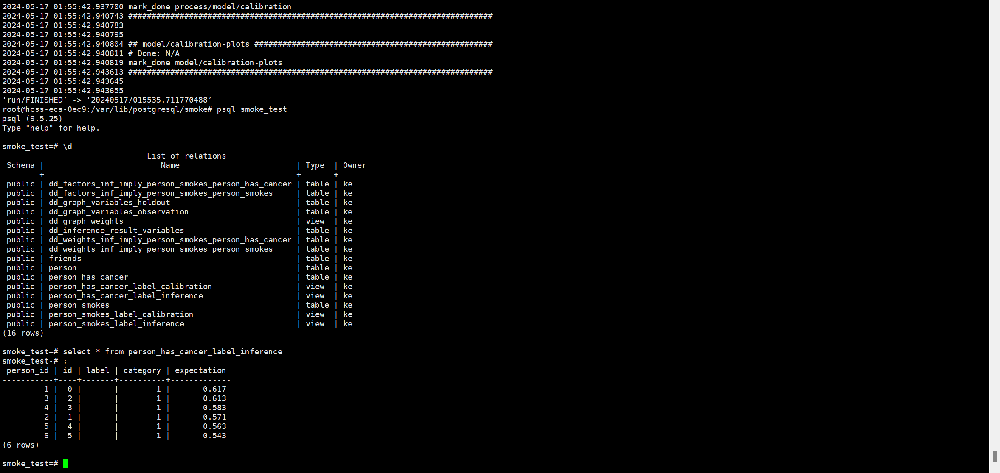 2024-05-17 01:55:42.937700 mark_done process/model/calibration
2024-05-17 01:55:42.940743 ##############################################################################
2024-05-17 01:55:42.940783
2024-05-17 01:55:42.940795
2024-05-17 01:55:42.940804 ## model/calibration-plots ###################################################
2024-05-17 01:55:42.940811 # Done: N/A
2024-05-17 01:55:42.940819 mark_done model/calibration-plots
2024-05-17 01:55:42.943613 ##############################################################################
2024-05-17 01:55:42.943645
2024-05-17 01:55:42.943655
‘run/FINISHED’ -> ‘20240517/015535.711770488’
root@hcss-ecs-0ec9:/var/lib/postgresql/smoke# psql smoke_test
psql (9.5.25)
Type "help" for help.
smoke_test=# \d
                               List of relations
 Schema |                         Name                         | Type  | Owner
--------+------------------------------------------------------+-------+-------
 public | dd_factors_inf_imply_person_smokes_person_has_cancer | table | ke
 public | dd_factors_inf_imply_person_smokes_person_smokes     | table | ke
 public | dd_graph_variables_holdout                           | table | ke
 public | dd_graph_variables_observation                       | table | ke
 public | dd_graph_weights                                     | view  | ke
 public | dd_inference_result_variables                        | table | ke
 public | dd_weights_inf_imply_person_smokes_person_has_cancer | table | ke
 public | dd_weights_inf_imply_person_smokes_person_smokes     | table | ke
 public | friends                                              | table | ke
 public | person                                               | table | ke
 public | person_has_cancer                                    | table | ke
 public | person_has_cancer_label_calibration                  | view  | ke
 public | person_has_cancer_label_inference                    | view  | ke
 public | person_smokes                                        | table | ke
 public | person_smokes_label_calibration                      | view  | ke
 public | person_smokes_label_inference                        | view  | ke
(16 rows)
smoke_test=# select * from person_has_cancer_label_inference
smoke_test-# ;
 person_id | id | label | category | expectation
-----------+----+-------+----------+-------------
         1 |  0 |       |        1 |       0.617
         3 |  2 |       |        1 |       0.613
         4 |  3 |       |        1 |       0.583
         2 |  1 |       |        1 |       0.571
         5 |  4 |       |        1 |       0.563
         6 |  5 |       |        1 |       0.543
(6 rows)
smoke_test=#